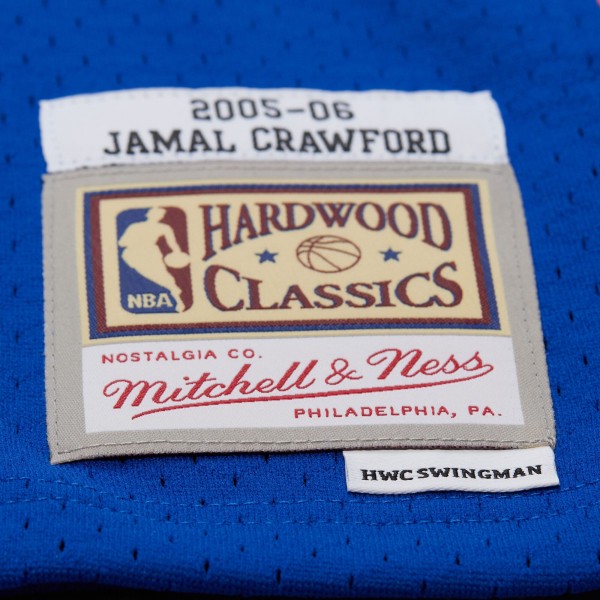 2005-06
JAMAL CRAWFORD
HARDWOOD
CLASSICS
NBA
NOSTALGIA CO.
Mitchell & Ness
PHILADELPHIA, PA.
HWC SWINGMAN